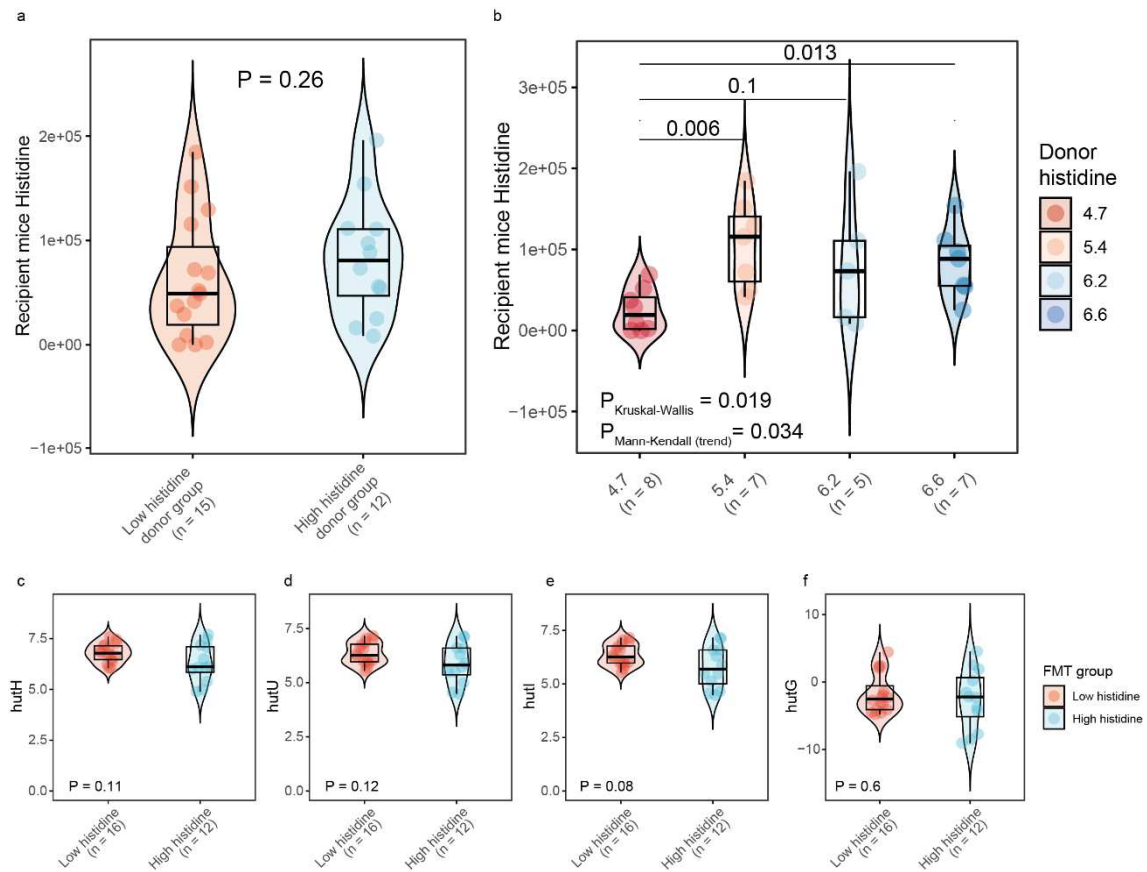 a
P = 0.26
Recipient mice Histidine
2e+05
1e+05
0e+00
−1e+05
Low histidine
donor group
(n = 15)
High histidine
donor group
(n = 12)
b
0.013
0.1
0.006
Recipient mice Histidine
3e+05
2e+05
1e+05
0e+00
−1e+05
P Kruskal-Wallis = 0.019
P Mann-Kendall (trend) = 0.034
4.7
(n = 8)
5.4
(n = 7)
6.2
(n = 5)
6.6
(n = 7)
Donor
histidine
4.7
5.4
6.2
6.6
c
hutH
7.5
5.0
2.5
0.0
P = 0.11
Low histidine
(n = 16)
High histidine
(n = 12)
d
hutU
7.5
5.0
2.5
0.0
P = 0.12
Low histidine
(n = 16)
High histidine
(n = 12)
e
hutI
7.5
5.0
2.5
0.0
P = 0.08
Low histidine
(n = 16)
High histidine
(n = 12)
f
hutG
10
0
−10
P = 0.6
Low histidine
(n = 16)
High histidine
(n = 12)
FMT group
Low histidine
High histidine